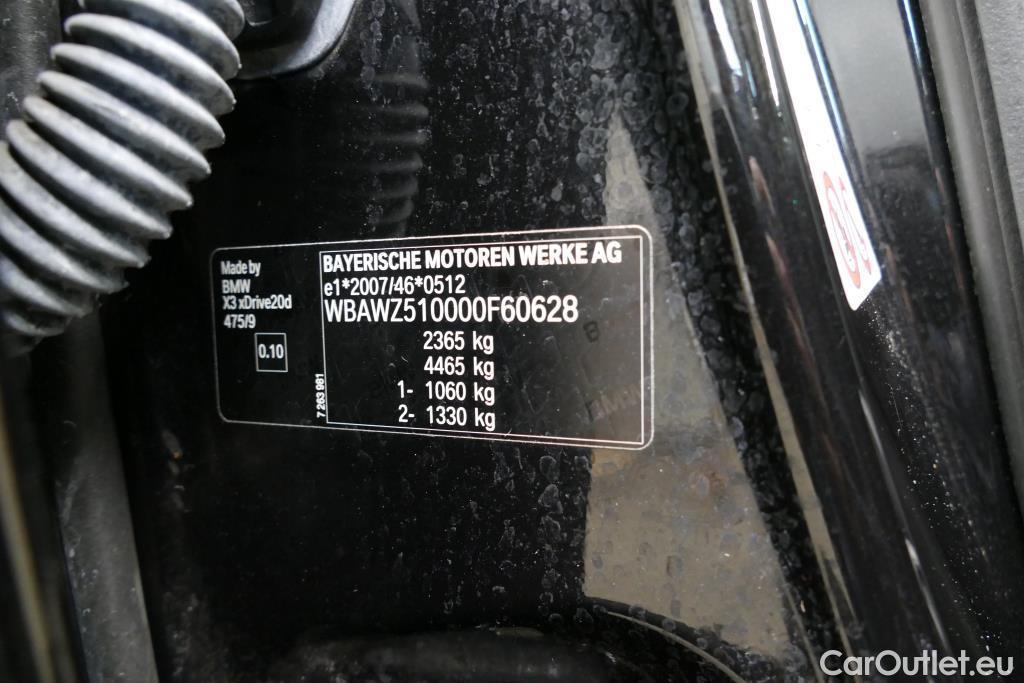 Made by
BMW
X3 xDrive20d
475/9
0.10
7 263 981
BAYERISCHE MOTOREN WERKE AG
e1*2007/46*0512
WBAWZ510000F60628
2365 kg
4465 kg
1- 1060 kg
2- 1330 kg
CarOutlet.eu